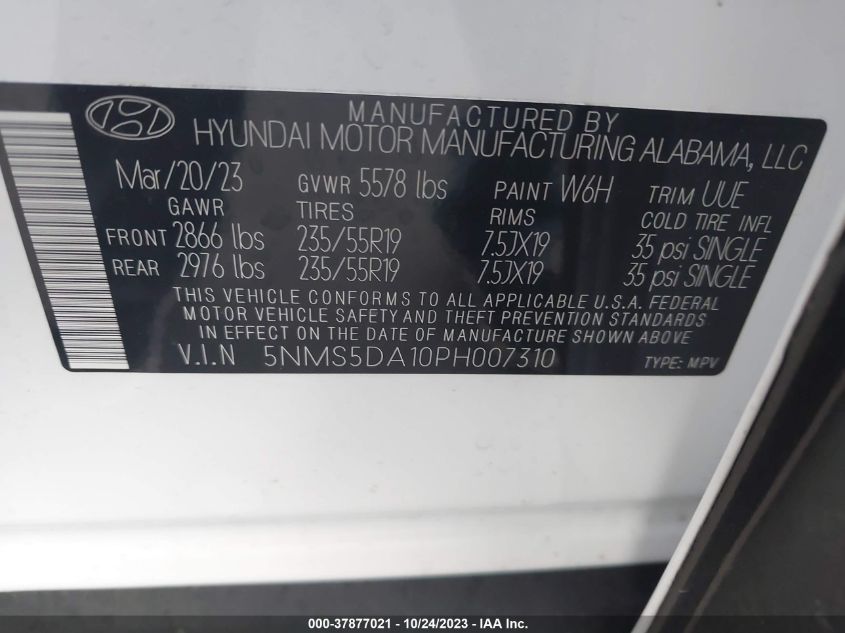 MANUFACTURED BY
HYUNDAI MOTOR MANUFACTURING ALABAMA, LLC
Mar/20/23 GVWR 5578 lbs PAINT W6H TRIM UUE
GAWR TIRES RIMS COLD TIRE INFL
FRONT 2866 lbs 235/55R19 7.5JX19 35 psi SINGLE
REAR 2976 lbs 235/55R19 7.5JX19 35 psi SINGLE
THIS VEHICLE CONFORMS TO ALL APPLICABLE U.S.A. FEDERAL
MOTOR VEHICLE SAFETY AND THEFT PREVENTION STANDARDS
IN EFFECT ON THE DATE OF MANUFACTURE SHOWN ABOVE
V.I.N 5NMS5DA10PH007310 TYPE: MPV
000-37877021 - 10/24/2023 - IAA Inc.